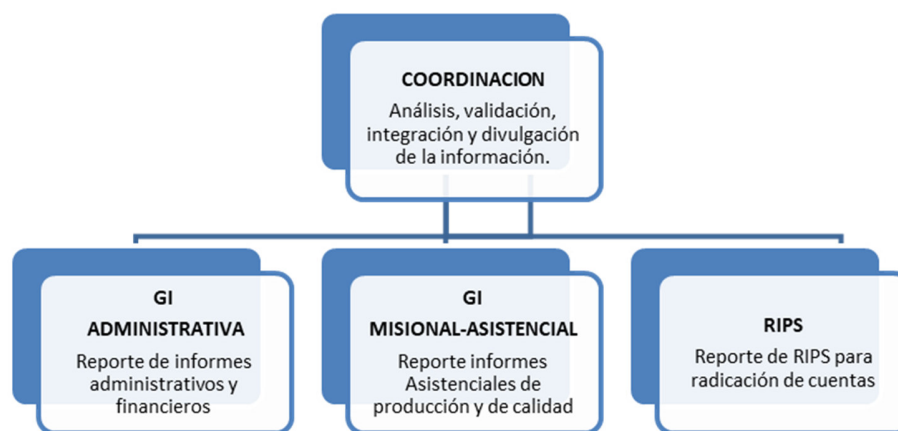 COORDINACION
Análisis, validación,
integración y divulgación
de la información.
GI
ADMINISTRATIVA
Reporte de informes
administrativos y
financieros
GI
MISIONAL-ASISTENCIAL
Reporte informes
Asistenciales de
producción y de calidad
RIPS
Reporte de RIPS para
radicación de cuentas